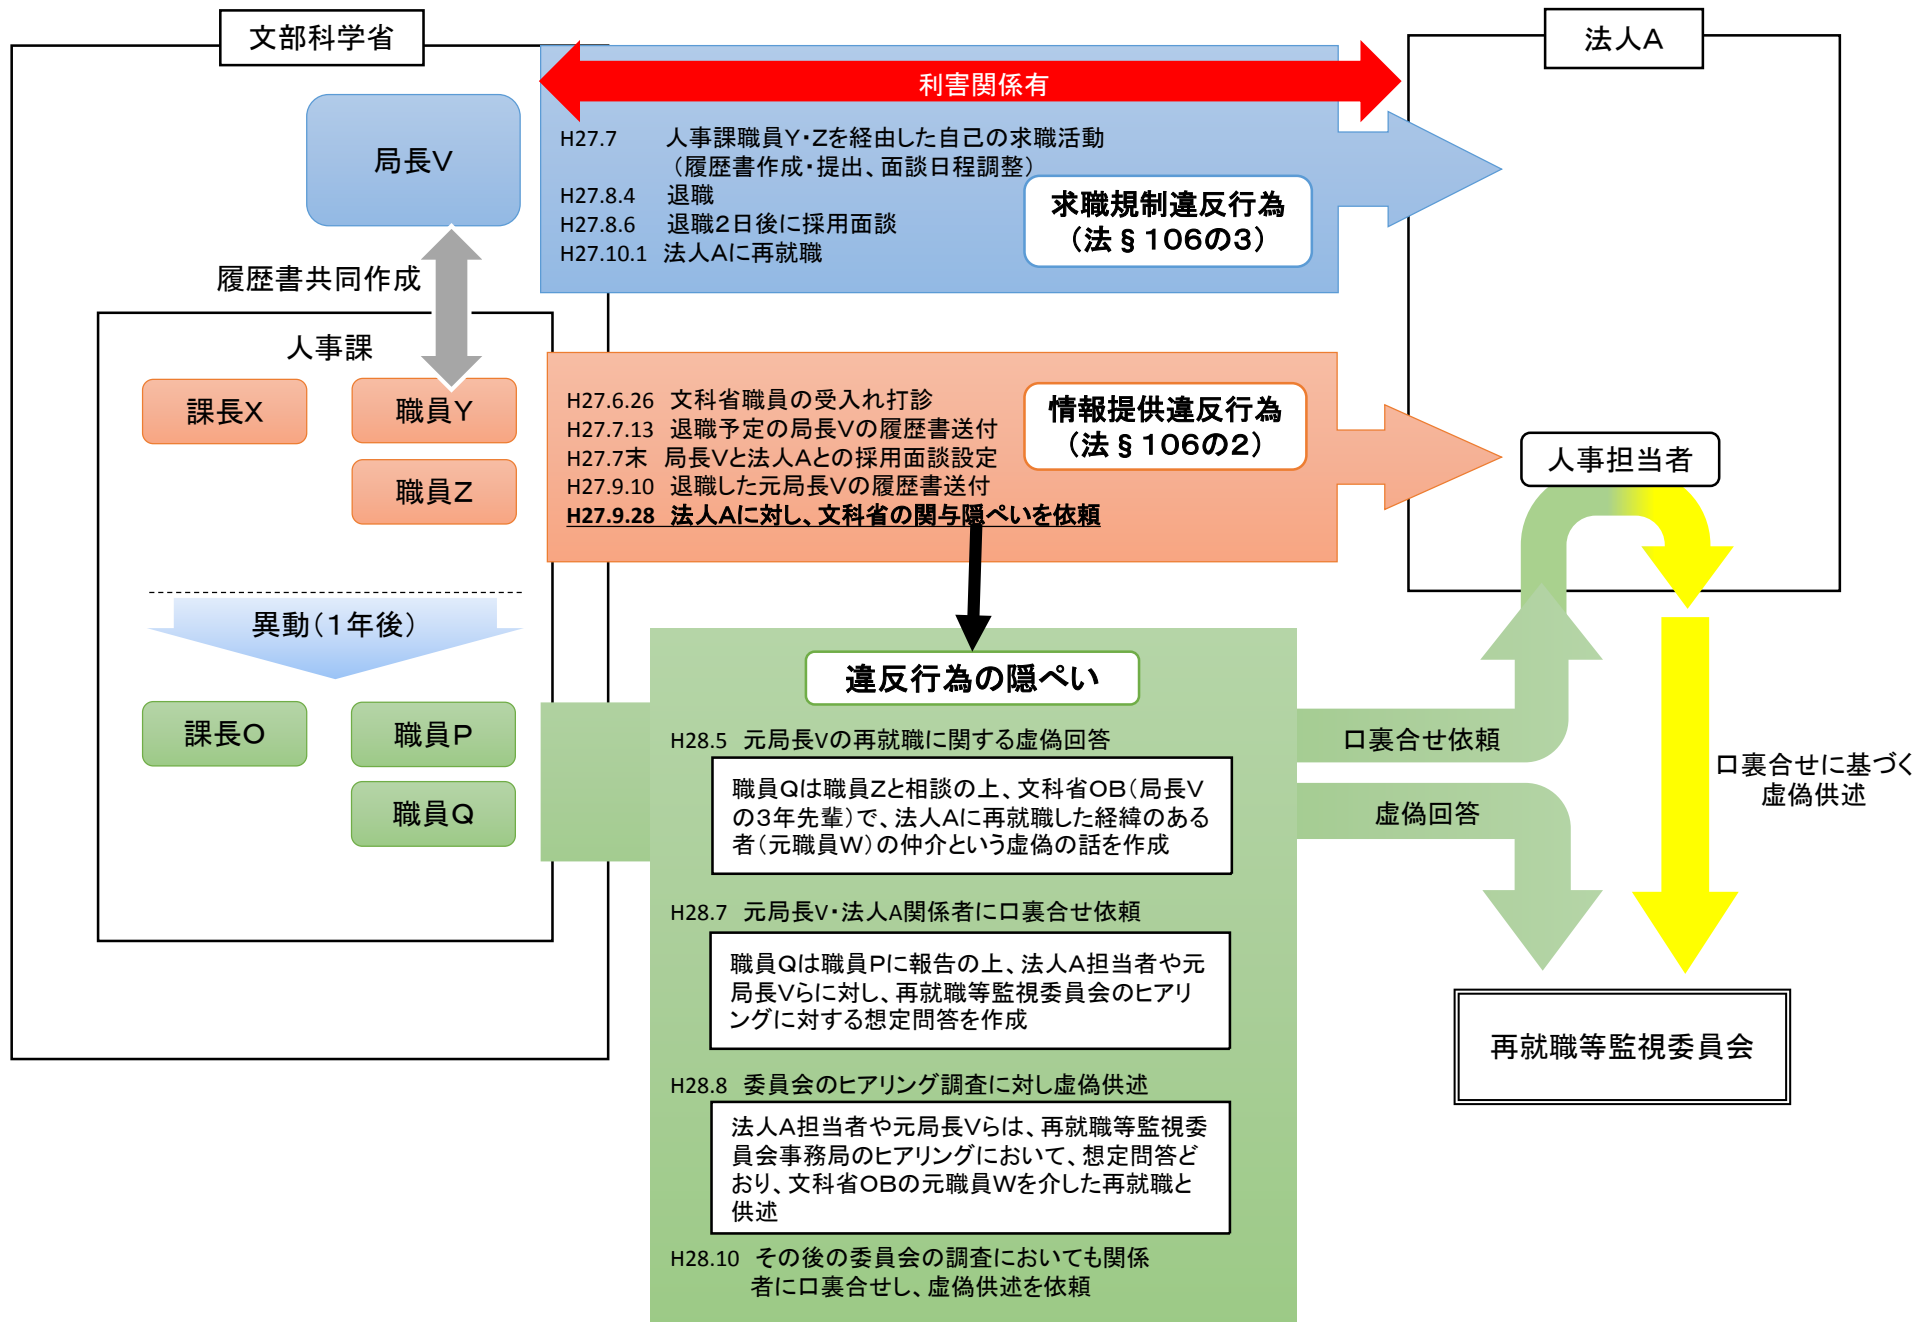 文部科学省
法人A
利害関係有
局長V
H27.7 人事課職員Y・Zを経由した自己の求職活動
（履歴書作成・提出、面談日程調整）
H27.8.4 退職
H27.8.6 退職2日後に採用面談
H27.10.1 法人Aに再就職
求職規制違反行為
（法§106の3）
履歴書共同作成
人事課
課長X
職員Y
職員Z
H27.6.26 文科省職員の受入れ打診
H27.7.13 退職予定の局長Vの履歴書送付
H27.7末 局長Vと法人Aとの採用面談設定
H27.9.10 退職した元局長Vの履歴書送付
H27.9.28 法人Aに対し、文科省の関与隠ぺいを依頼
情報提供違反行為
（法§106の2）
人事担当者
異動（1年後）
課長O
職員P
職員Q
違反行為の隠ぺい
H28.5 元局長Vの再就職に関する虚偽回答
職員Qは職員Zと相談の上、文科省OB（局長V
の3年先輩）で、法人Aに再就職した経緯のある
者（元職員W）の仲介という虚偽の話を作成
H28.7 元局長V・法人A関係者に口裏合せ依頼
職員Qは職員Pに報告の上、法人A担当者や元
局長Vらに対し、再就職等監視委員会のヒアリ
ングに対する想定問答を作成
H28.8 委員会のヒアリング調査に対し虚偽供述
法人A担当者や元局長Vらは、再就職等監視委
員会事務局のヒアリングにおいて、想定問答ど
おり、文科省OBの元職員Wを介した再就職と
供述
H28.10 その後の委員会の調査においても関係
者に口裏合せし、虚偽供述を依頼
口裏合せ依頼
虚偽回答
口裏合せに基づく
虚偽供述
再就職等監視委員会